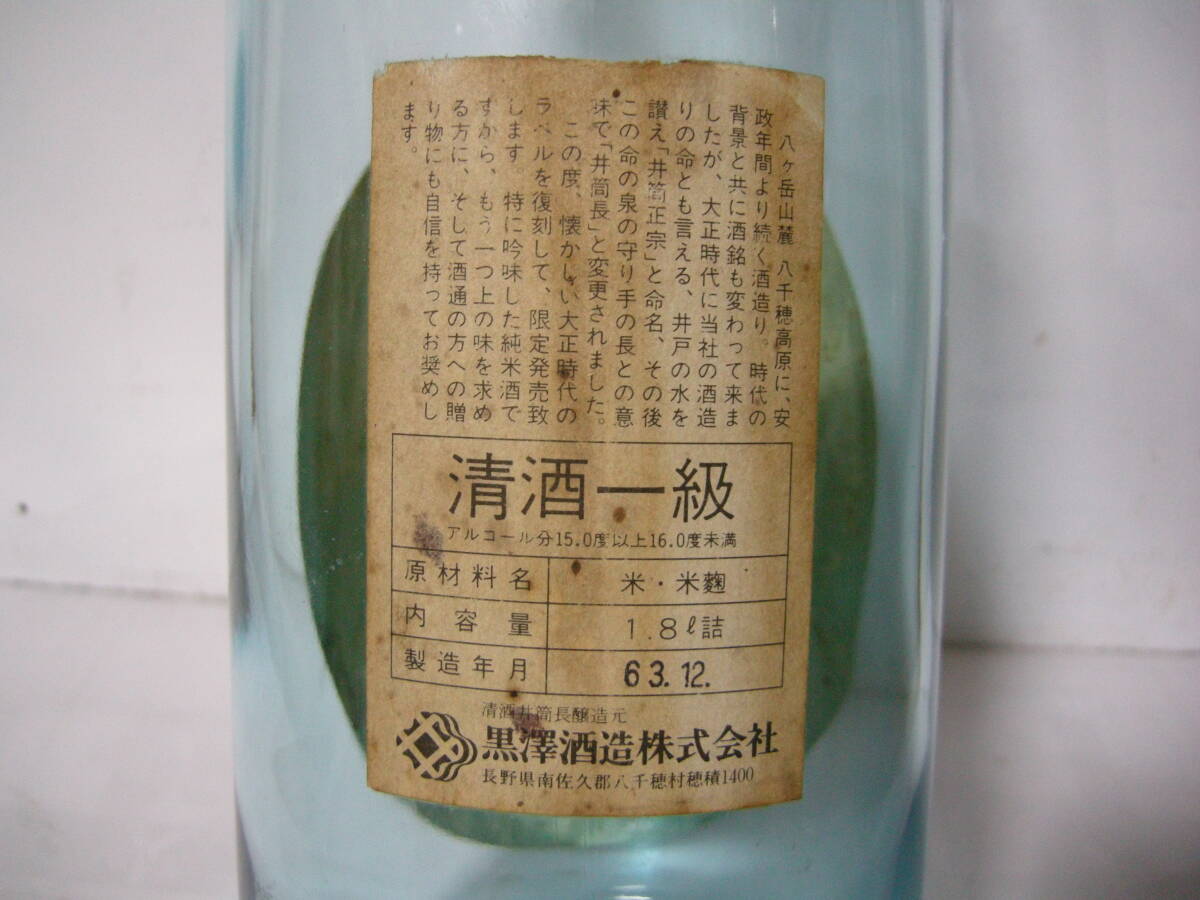 八ヶ岳山麓 八千穂高原に、安
政年間より続く酒造り。時代の
背景と共に酒銘も変わって来ま
したが、大正時代に当社の酒造
りの命とも言える、井戸の水を
讃え「井筒正宗」と命名、その後
この命の泉の守り手の長との意
味で「井筒長」と変更されました。
この度、懐かしい大正時代の
ラベルを復刻して、限定発売致
します。特に吟味した純米酒で
すから、もう一つ上の味を求め
る方に、そして酒通の方への贈
り物にも自信を持ってお奨めし
ます。
清酒一級
アルコール分15.0度以上16.0度未満
原材料名 米・米麴
内容量 1.8ℓ詰
製造年月 63.12.
清酒井筒長醸造元
黒澤酒造株式会社
長野県南佐久郡八千穂村穂積1400